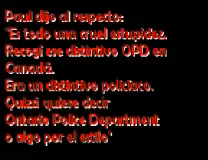 Paul dijo al respecto:
"Es todo una cruel estupidez.
Recogí ese distintivo OPD en
Canadá.
Era un distintivo policíaco.
Quizá quiere decir
Ontario Police Department
o algo por el estilo"